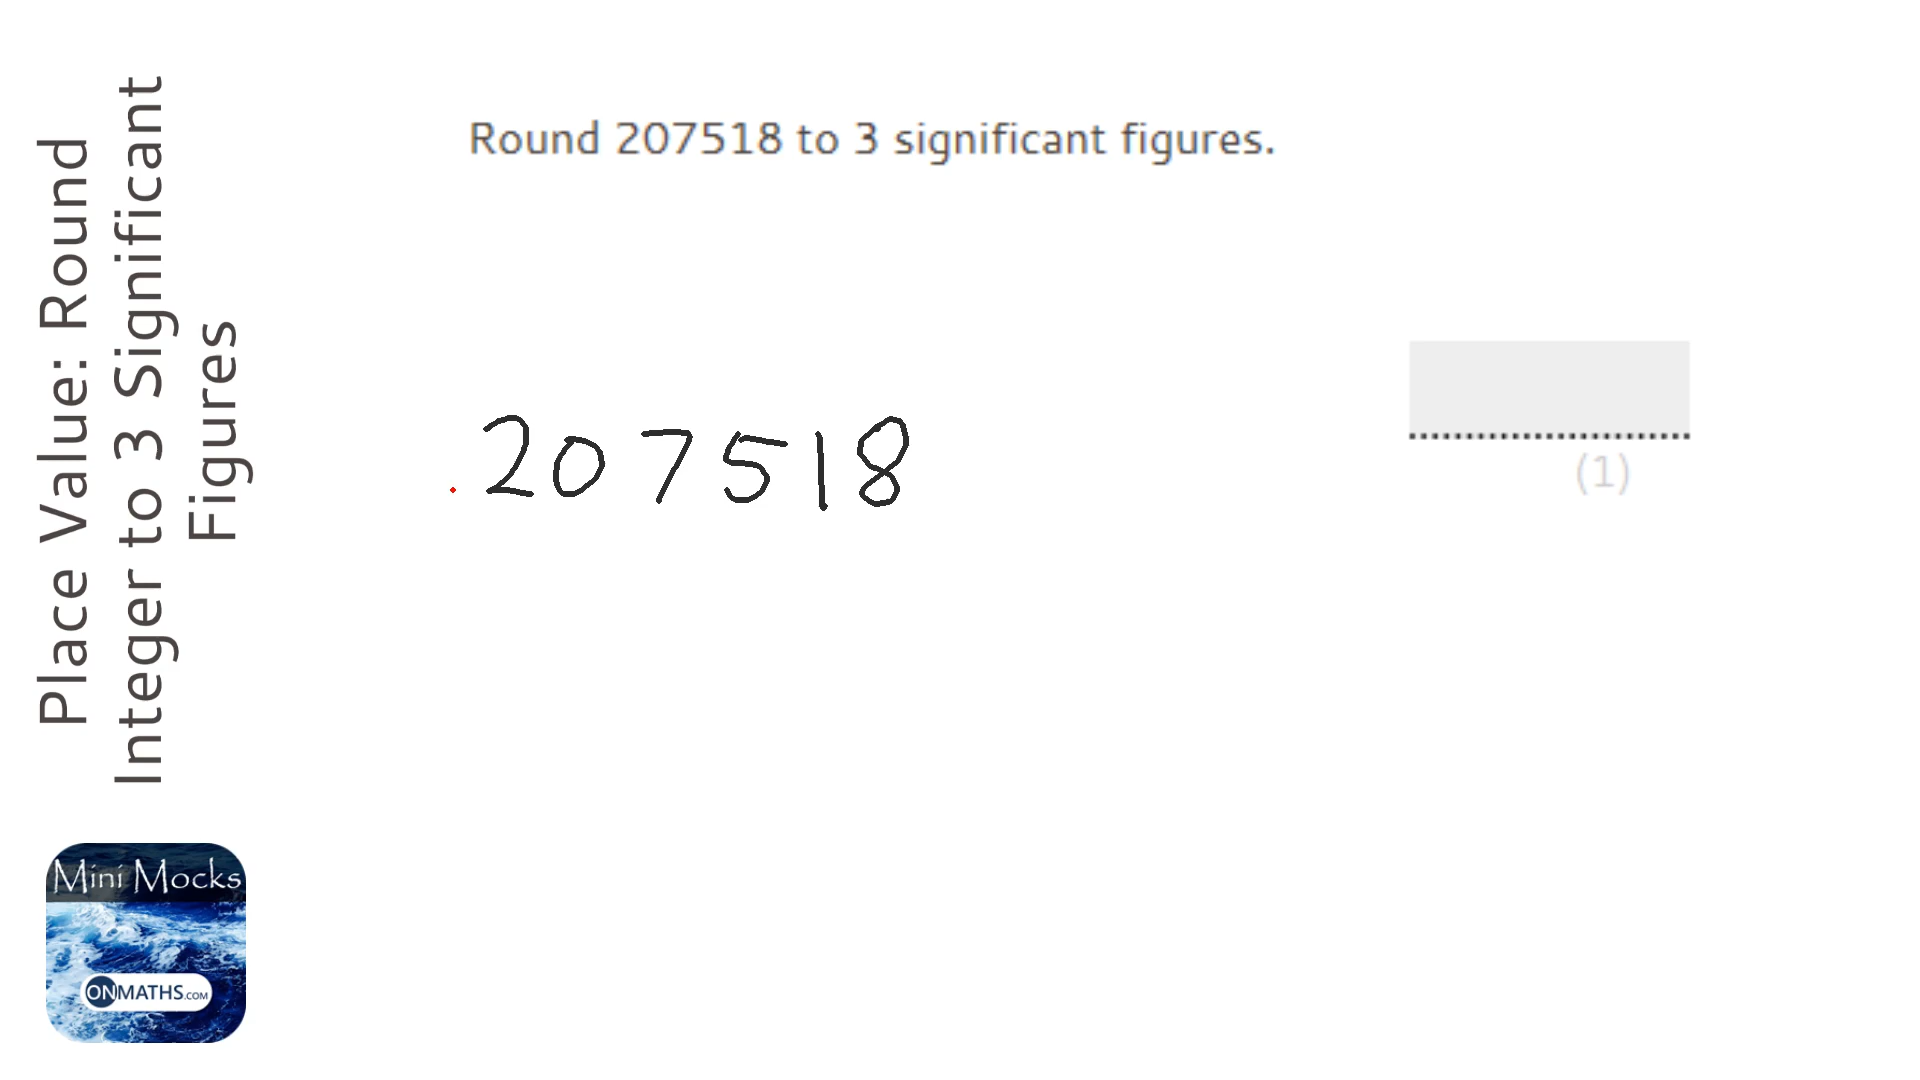 Place Value: Round
Integer to 3 Significant
Figures
Round 207518 to 3 significant figures.
207518
(1)
Mini Mocks
ONMATHS.COM